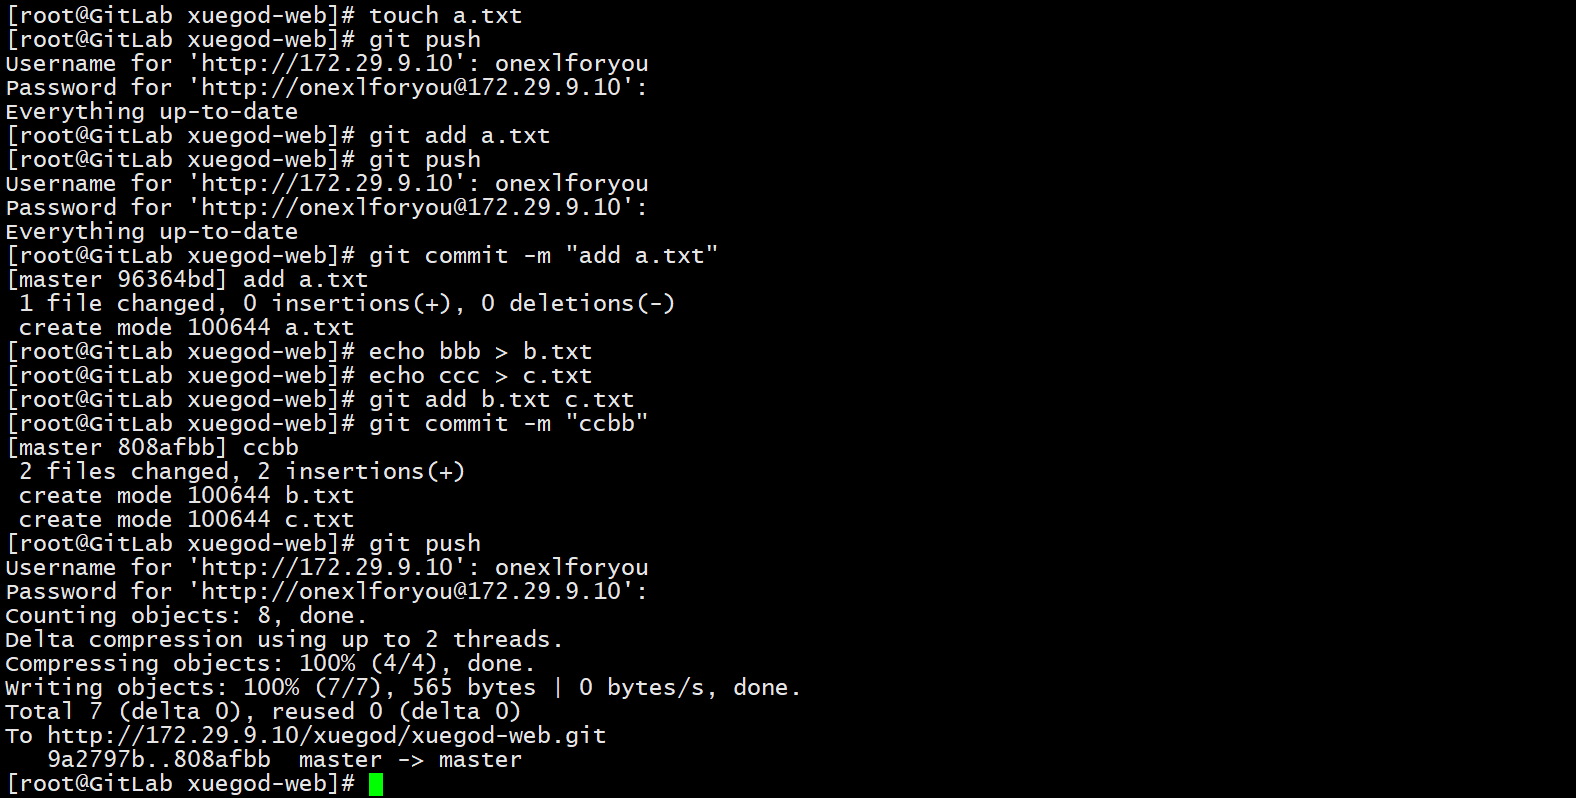 [root@GitLab xuegod-web]# touch a.txt
[root@GitLab xuegod-web]# git push
Username for 'http://172.29.9.10': onexlforyou
Password for 'http://onexlforyou@172.29.9.10':
Everything up-to-date
[root@GitLab xuegod-web]# git add a.txt
[root@GitLab xuegod-web]# git push
Username for 'http://172.29.9.10': onexlforyou
Password for 'http://onexlforyou@172.29.9.10':
Everything up-to-date
[root@GitLab xuegod-web]# git commit -m "add a.txt"
[master 96364bd] add a.txt
 1 file changed, 0 insertions(+), 0 deletions(-)
 create mode 100644 a.txt
[root@GitLab xuegod-web]# echo bbb > b.txt
[root@GitLab xuegod-web]# echo ccc > c.txt
[root@GitLab xuegod-web]# git add b.txt c.txt
[root@GitLab xuegod-web]# git commit -m "ccbb"
[master 808afbb] ccbb
 2 files changed, 2 insertions(+)
 create mode 100644 b.txt
 create mode 100644 c.txt
[root@GitLab xuegod-web]# git push
Username for 'http://172.29.9.10': onexlforyou
Password for 'http://onexlforyou@172.29.9.10':
Counting objects: 8, done.
Delta compression using up to 2 threads.
Compressing objects: 100% (4/4), done.
Writing objects: 100% (7/7), 565 bytes | 0 bytes/s, done.
Total 7 (delta 0), reused 0 (delta 0)
To http://172.29.9.10/xuegod/xuegod-web.git
   9a2797b..808afbb  master -> master
[root@GitLab xuegod-web]#